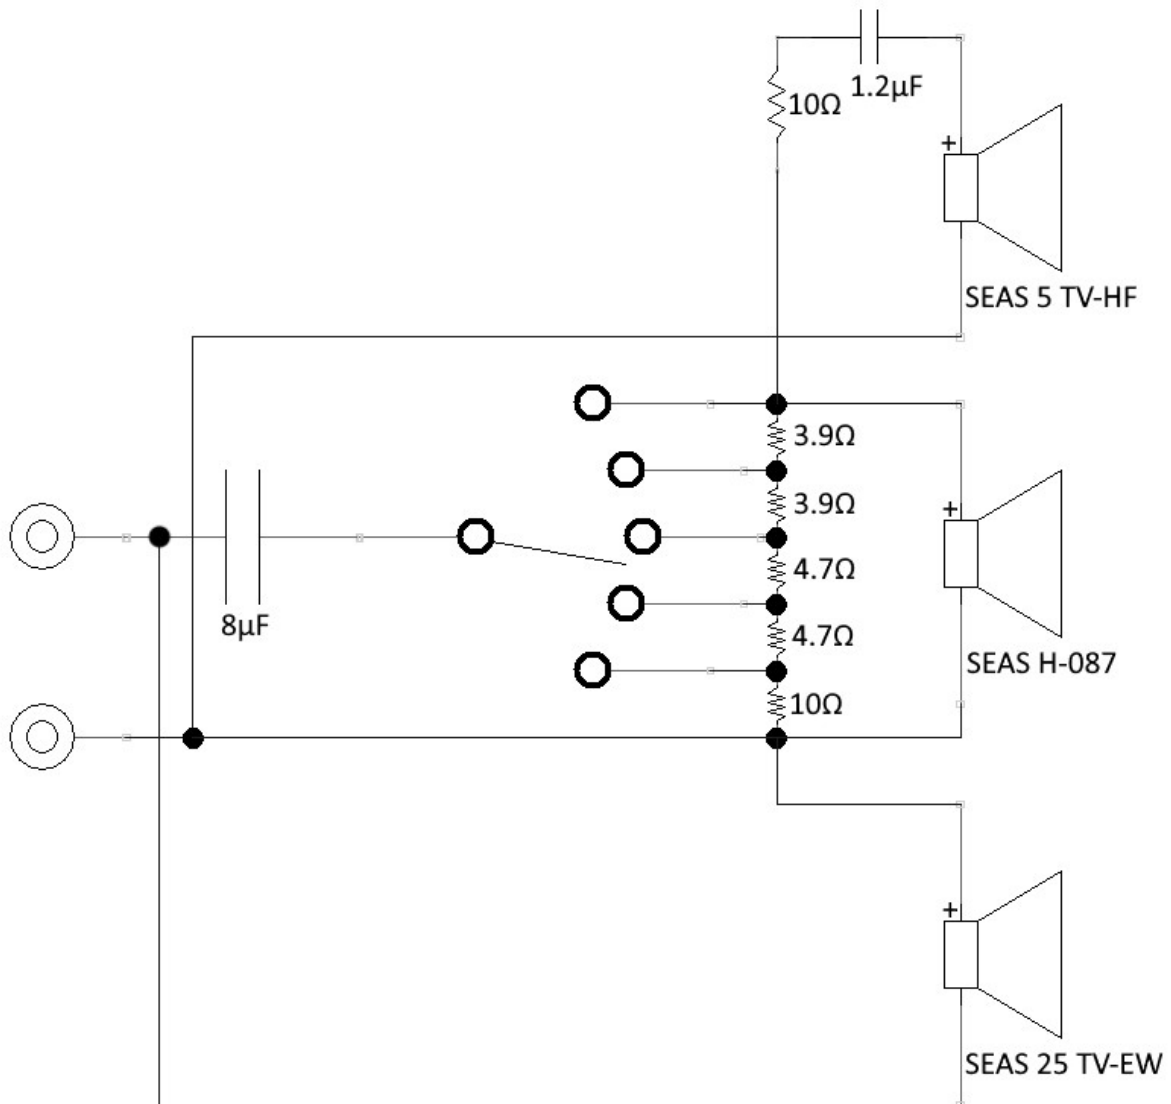 1.2µF
10Ω
+
SEAS 5 TV-HF
3.9Ω
3.9Ω
+
4.7Ω
8µF
4.7Ω
SEAS H-087
10Ω
+
SEAS 25 TV-EW